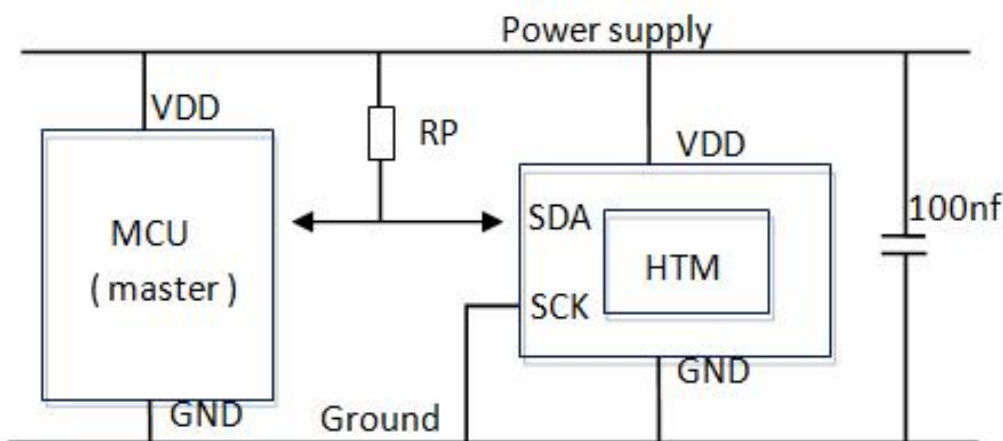 Power supply
VDD
RP
VDD
MCU
( master )
SDA
HTM
SCK
100nf
GND
Ground
GND